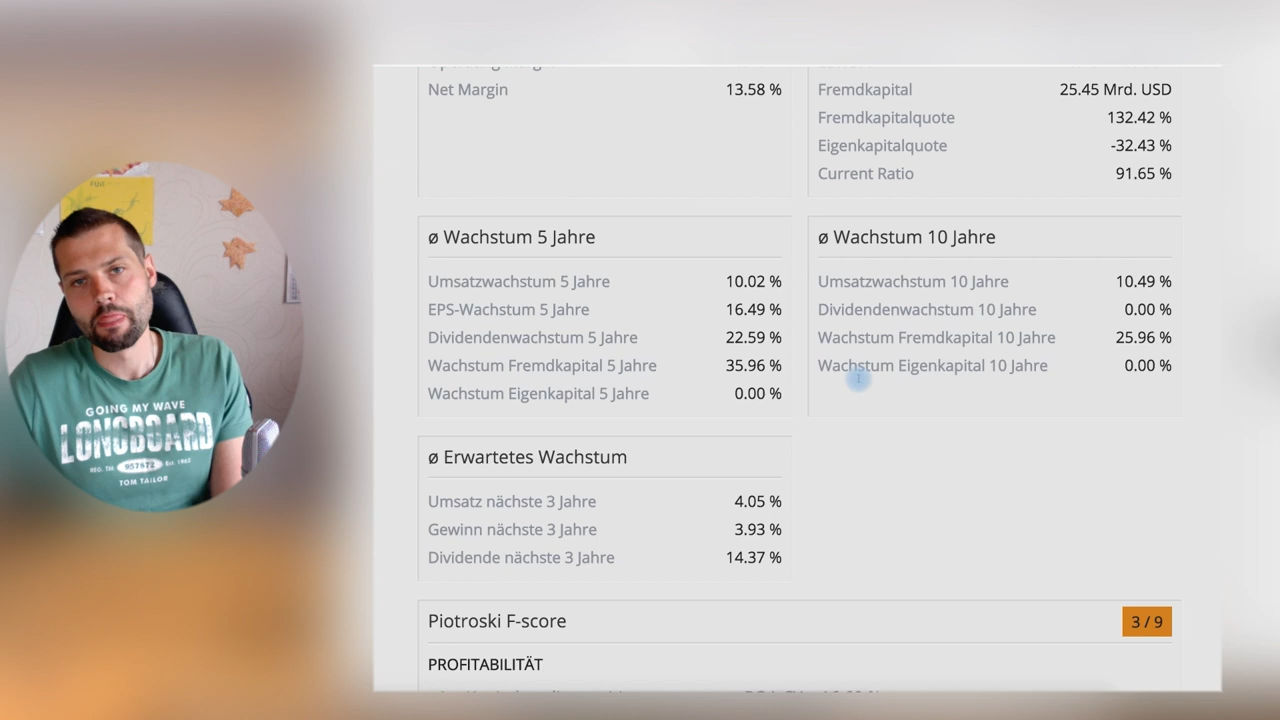 Net Margin 13.58 %
Fremdkapital 25.45 Mrd. USD
Fremdkapitalquote 132.42 %
Eigenkapitalquote -32.43 %
Current Ratio 91.65 %
ø Wachstum 5 Jahre
Umsatzwachstum 5 Jahre 10.02 %
EPS-Wachstum 5 Jahre 16.49 %
Dividendenwachstum 5 Jahre 22.59 %
Wachstum Fremdkapital 5 Jahre 35.96 %
Wachstum Eigenkapital 5 Jahre 0.00 %
ø Wachstum 10 Jahre
Umsatzwachstum 10 Jahre 10.49 %
Dividendenwachstum 10 Jahre 0.00 %
Wachstum Fremdkapital 10 Jahre 25.96 %
Wachstum Eigenkapital 10 Jahre 0.00 %
ø Erwartetes Wachstum
Umsatz nächste 3 Jahre 4.05 %
Gewinn nächste 3 Jahre 3.93 %
Dividende nächste 3 Jahre 14.37 %
Piotroski F-score 3 / 9
PROFITABILITÄT
GOING MY WAVE
LONGBOARD
REG. No. 957672 Est. 1962
TOM TAILOR